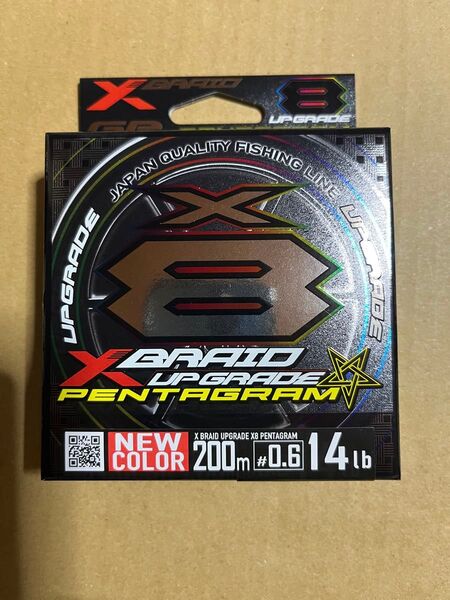 X BRAID 8
UPGRADE
JAPAN QUALITY FISHING LINE
UPGRADE
UPGRADE
X
8
X BRAID
UPGRADE
PENTAGRAM
NEW
COLOR
X BRAID UPGRADE X8 PENTAGRAM
200m #0.6 14lb